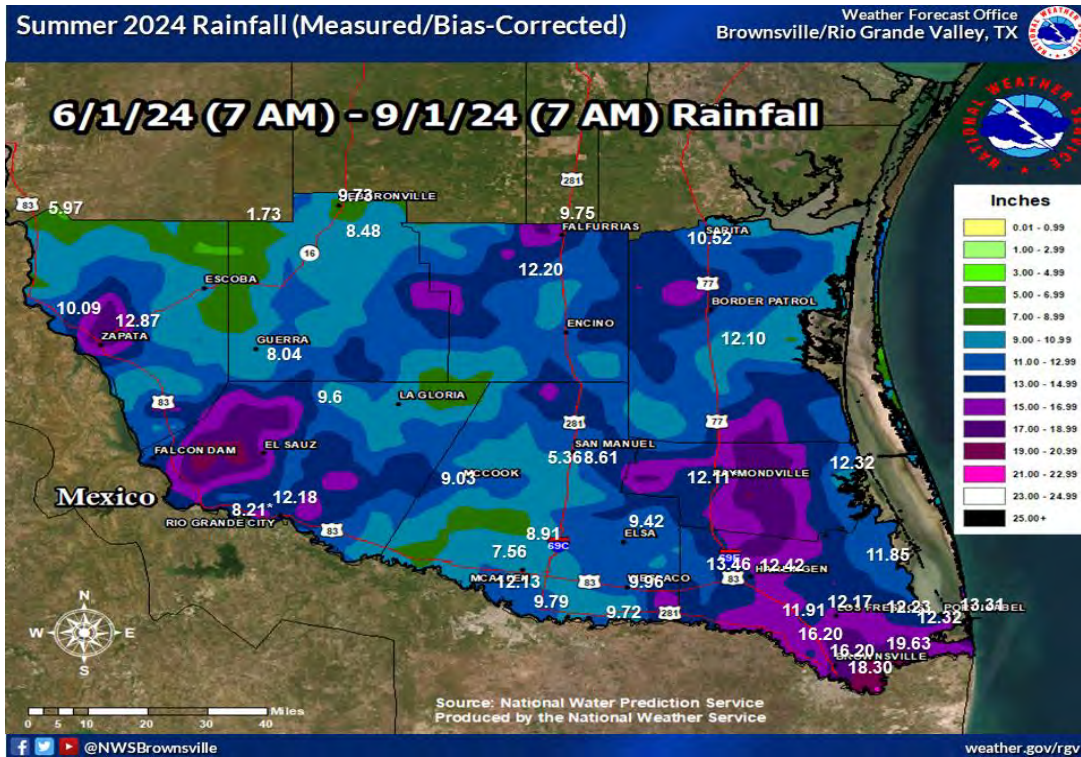 Summer 2024 Rainfall (Measured/Bias-Corrected)
Weather Forecast Office
Brownsville/Rio Grande Valley, TX
6/1/24 (7 AM) - 9/1/24 (7 AM) Rainfall
NATIONAL WEATHER SERVICE
Inches
0.01 - 0.99
1.00 - 2.99
3.00 - 4.99
5.00 - 6.99
7.00 - 8.99
9.00 - 10.99
11.00 - 12.99
13.00 - 14.99
15.00 - 16.99
17.00 - 18.99
19.00 - 20.99
21.00 - 22.99
23.00 - 24.99
25.00+
83
5.97
1.73
9.73
8.48
281
9.75
FALFURRIAS
SARITA
10.52
16
ESCOBA
12.20
77
BORDER PATROL
10.09
12.87
ZAPATA
ENCINO
12.10
GUERRA
8.04
83
9.6
LA GLORIA
281
77
FALCON DAM
EL SAUZ
SAN MANUEL
5.36
8.61
MCCOOK
9.03
12.11
RAYMONDVILLE
12.32
Mexico
12.18
8.21*
RIO GRANDE CITY
83
9.42
ELSA
8.91
69C
7.56
11.85
13.46
12.42
83
12.13
83
9.96
9.79
9.72
281
11.91
12.17
12.23
12.32
13.31
16.20
16.20
19.63
BROWNSVILLE
18.30
N
W
E
S
Miles
0 5 10 20 30 40
Source: National Water Prediction Service
Produced by the National Weather Service
@NWSBrownsville
weather.gov/rgv